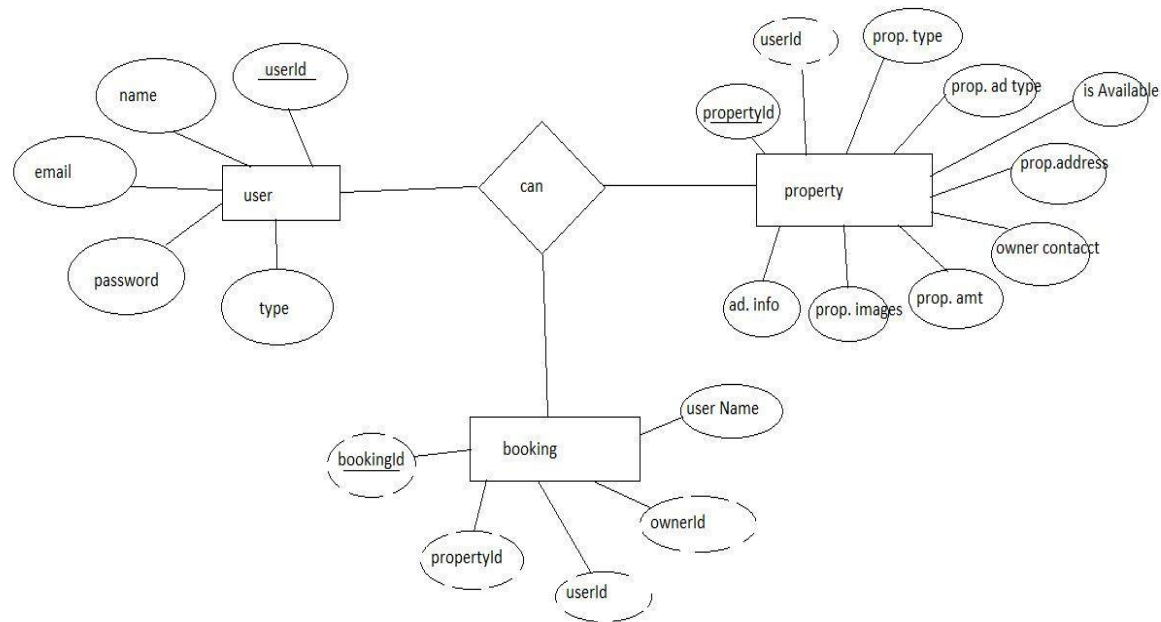 userId
prop. type
userId
userId
name
prop. ad type
is Available
propertyId
email
prop.address
user
can
property
owner contacct
password
type
ad. info
prop. images
prop. amt
user Name
bookingId
booking
ownerId
propertyId
userId